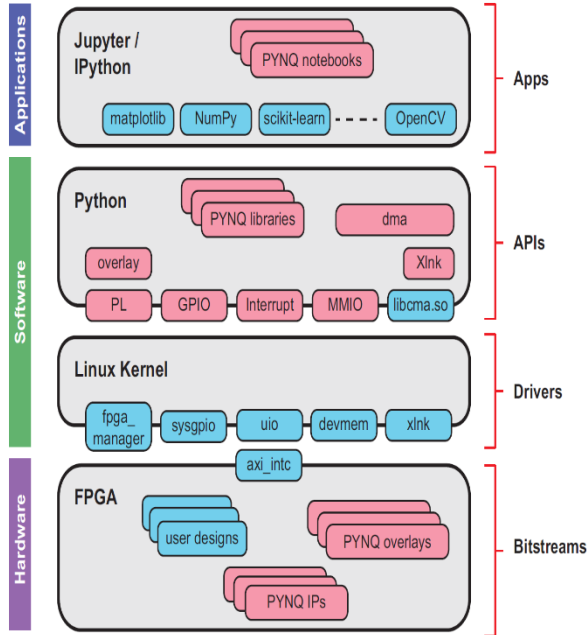 Applications
Jupyter /
IPython
PYNQ notebooks
matplotlib
NumPy
scikit-learn
OpenCV
Apps
Software
Python
PYNQ libraries
dma
overlay
Xlnk
PL
GPIO
Interrupt
MMIO
libcma.so
APIs
Linux Kernel
fpga_
manager
sysgpio
uio
devmem
xlnk
Drivers
axi_intc
Hardware
FPGA
user designs
PYNQ overlays
PYNQ IPs
Bitstreams